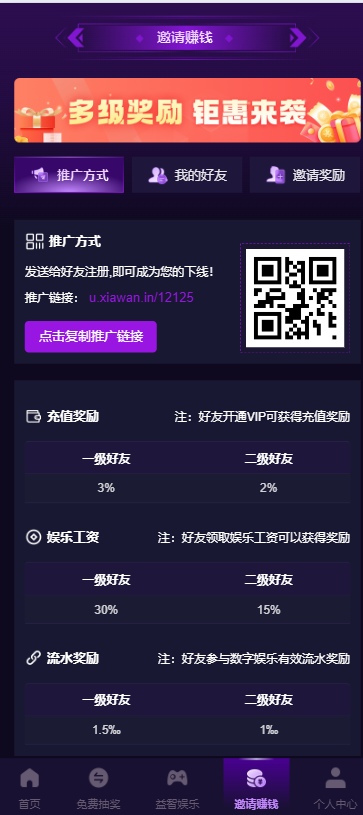 邀请赚钱
多级奖励 钜惠来袭
推广方式 我的好友 邀请奖励
推广方式
发送给好友注册,即可成为您的下线!
推广链接: u.xiawan.in/12125
点击复制推广链接
充值奖励 注：好友开通VIP可获得充值奖励
一级好友 二级好友
3% 2%
娱乐工资 注：好友领取娱乐工资可以获得奖励
一级好友 二级好友
30% 15%
流水奖励 注：好友参与数字娱乐有效流水奖励
一级好友 二级好友
1.5‰ 1‰
首页 免费抽奖 益智娱乐 邀请赚钱 个人中心